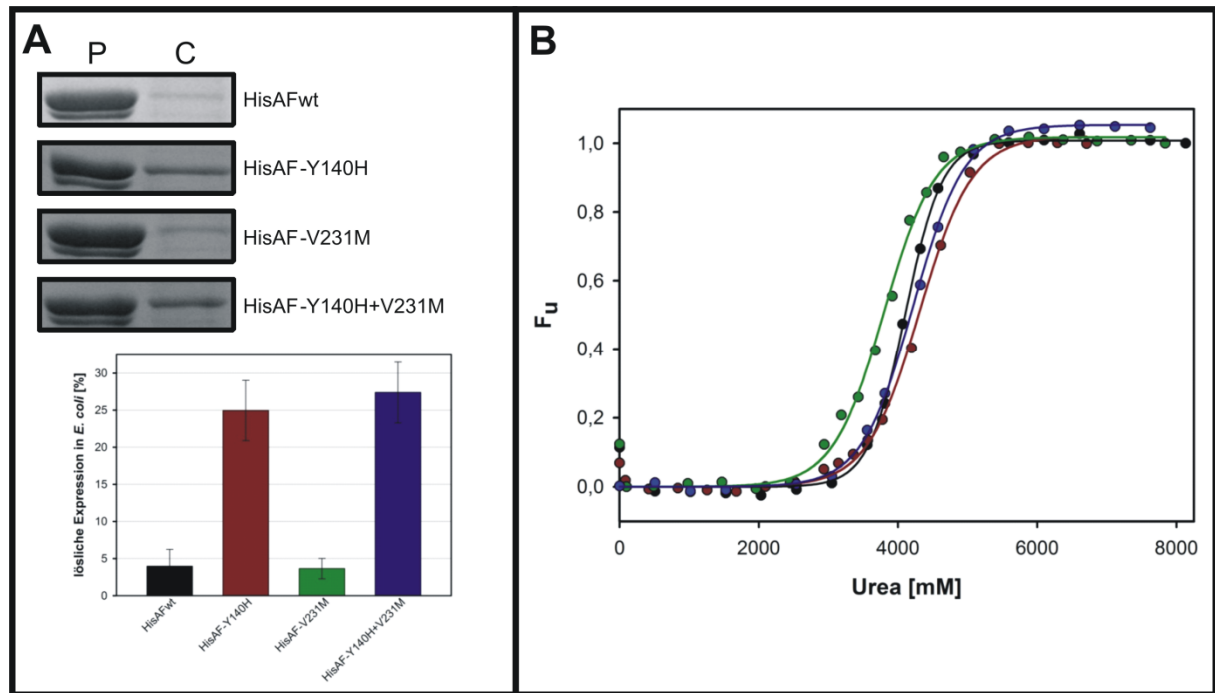 A
P C
HisAFwt
HisAF-Y140H
HisAF-V231M
HisAF-Y140H+V231M
lösliche Expression in E. coli [%]
30
25
20
15
10
5
0
HisAFwt
HisAF-Y140H
HisAF-V231M
HisAF-Y140H+V231M
B
Fu
1,0
0,8
0,6
0,4
0,2
0,0
0 2000 4000 6000 8000
Urea [mM]